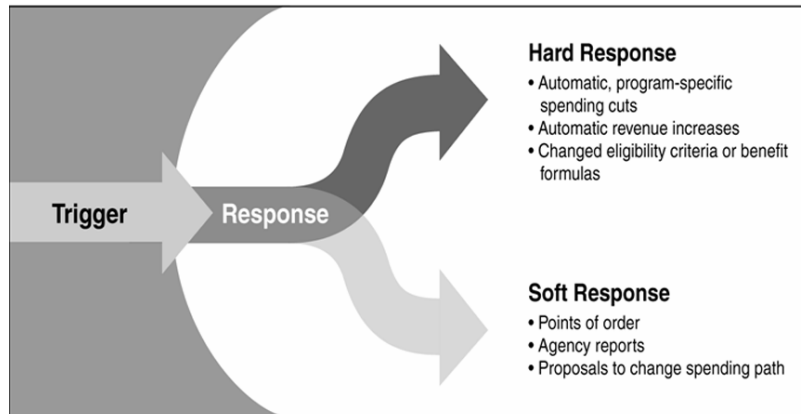 Trigger
Response
Hard Response
• Automatic, program-specific
spending cuts
• Automatic revenue increases
• Changed eligibility criteria or benefit
formulas
Soft Response
• Points of order
• Agency reports
• Proposals to change spending path